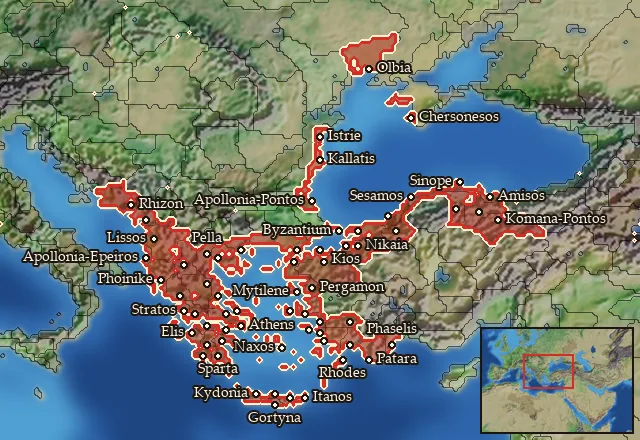 Olbia
Chersonesos
Istrie
Kallatis
Sinope
Apollonia-Pontos
Sesamos
Amisos
Rhizon
Komana-Pontos
Byzantium
Lissos
Pella
Nikaia
Apollonia-Epeiros
Kios
Phoinike
Mytilene
Pergamon
Stratos
Athens
Phaselis
Elis
Naxos
Patara
Sparta
Rhodes
Kydonia
Itanos
Gortyna